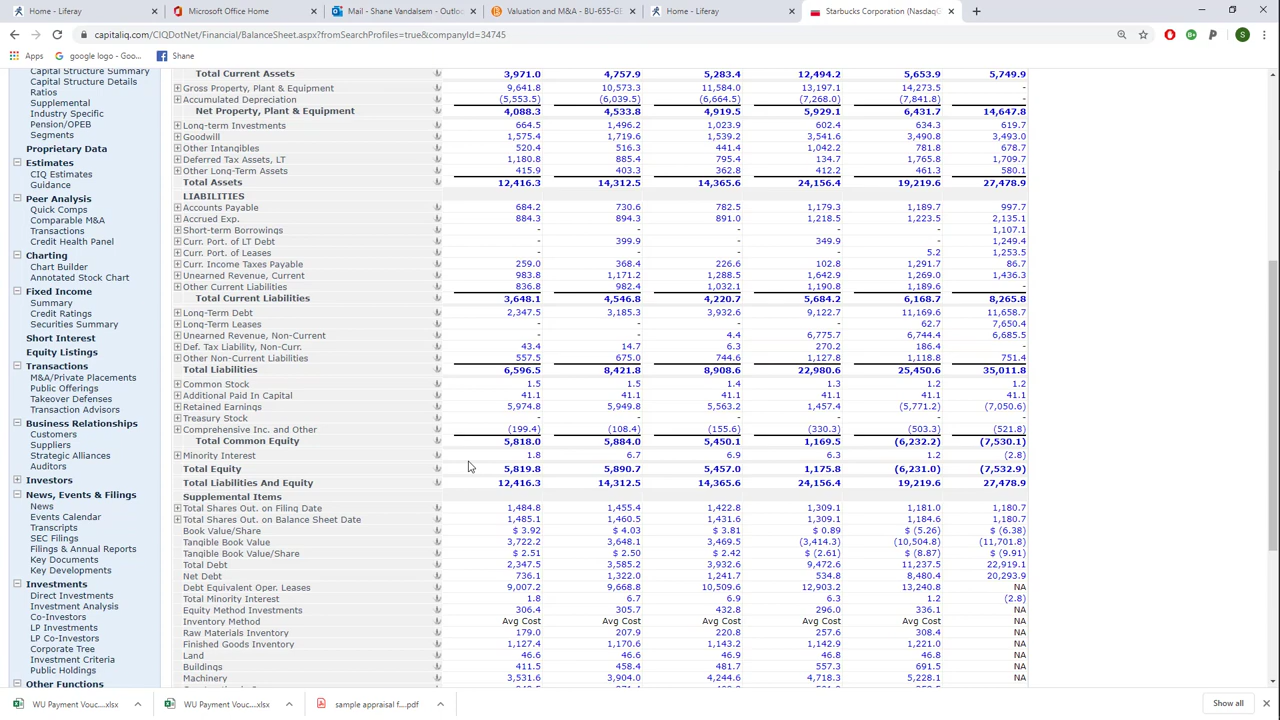 Home - Liferay × Microsoft Office Home × Mail - Shane Vandalsem - Outloo × Valuation and M&A - BU-655-GI × Home - Liferay × Starbucks Corporation (NasdaqG ×
capitaliq.com/CIQDotNet/Financial/BalanceSheet.aspx?fromSearchProfiles=true&companyId=34745
Apps google logo - Goo... Shane
Capital Structure Summary
Capital Structure Details
Ratios
Supplemental
Industry Specific
Pension/OPEB
Segments
Proprietary Data
Estimates
CIQ Estimates
Guidance
Peer Analysis
Quick Comps
Comparable M&A
Transactions
Credit Health Panel
Charting
Chart Builder
Annotated Stock Chart
Fixed Income
Summary
Credit Ratings
Securities Summary
Short Interest
Equity Listings
Transactions
M&A/Private Placements
Public Offerings
Takeover Defenses
Transaction Advisors
Business Relationships
Customers
Suppliers
Strategic Alliances
Auditors
Investors
News, Events & Filings
News
Events Calendar
Transcripts
SEC Filings
Filings & Annual Reports
Key Documents
Key Developments
Investments
Direct Investments
Investment Analysis
Co-Investors
LP Investments
LP Co-Investors
Corporate Tree
Investment Criteria
Public Holdings
Other Functions
Total Current Assets 3,971.0 4,757.9 5,283.4 12,494.2 5,653.9 5,749.9
Gross Property, Plant & Equipment 9,641.8 10,573.3 11,584.0 13,197.1 14,273.5 -
Accumulated Depreciation (5,553.5) (6,039.5) (6,664.5) (7,268.0) (7,841.8) -
Net Property, Plant & Equipment 4,088.3 4,533.8 4,919.5 5,929.1 6,431.7 14,647.8
Long-term Investments 664.5 1,496.2 1,023.9 602.4 634.3 619.7
Goodwill 1,575.4 1,719.6 1,539.2 3,541.6 3,490.8 3,493.0
Other Intangibles 520.4 516.3 441.4 1,042.2 781.8 678.7
Deferred Tax Assets, LT 1,180.8 885.4 795.4 134.7 1,765.8 1,709.7
Other Long-Term Assets 415.9 403.3 362.8 412.2 461.3 580.1
Total Assets 12,416.3 14,312.5 14,365.6 24,156.4 19,219.6 27,478.9
LIABILITIES
Accounts Payable 684.2 730.6 782.5 1,179.3 1,189.7 997.7
Accrued Exp. 884.3 894.3 891.0 1,218.5 1,223.5 2,135.1
Short-term Borrowings - - - - - 1,107.1
Curr. Port. of LT Debt - 399.9 - 349.9 - 1,249.4
Curr. Port. of Leases - - - - 5.2 1,253.5
Curr. Income Taxes Payable 259.0 368.4 226.6 102.8 1,291.7 86.7
Unearned Revenue, Current 983.8 1,171.2 1,288.5 1,642.9 1,269.0 1,436.3
Other Current Liabilities 836.8 982.4 1,032.1 1,190.8 1,189.6 -
Total Current Liabilities 3,648.1 4,546.8 4,220.7 5,684.2 6,168.7 8,265.8
Long-Term Debt 2,347.5 3,185.3 3,932.6 9,122.7 11,169.6 11,658.7
Long-Term Leases - - - - 62.7 7,650.4
Unearned Revenue, Non-Current - - 4.4 6,775.7 6,744.4 6,685.5
Def. Tax Liability, Non-Curr. 43.4 14.7 6.3 270.2 186.4 -
Other Non-Current Liabilities 557.5 675.0 744.6 1,127.8 1,118.8 751.4
Total Liabilities 6,596.5 8,421.8 8,908.6 22,980.6 25,450.6 35,011.8
Common Stock 1.5 1.5 1.4 1.3 1.2 1.2
Additional Paid In Capital 41.1 41.1 41.1 41.1 41.1 41.1
Retained Earnings 5,974.8 5,949.8 5,563.2 1,457.4 (5,771.2) (7,050.6)
Treasury Stock - - - - - -
Comprehensive Inc. and Other (199.4) (108.4) (155.6) (330.3) (503.3) (521.8)
Total Common Equity 5,818.0 5,884.0 5,450.1 1,169.5 (6,232.2) (7,530.1)
Minority Interest 1.8 6.7 6.9 6.3 1.2 (2.8)
Total Equity 5,819.8 5,890.7 5,457.0 1,175.8 (6,231.0) (7,532.9)
Total Liabilities And Equity 12,416.3 14,312.5 14,365.6 24,156.4 19,219.6 27,478.9
Supplemental Items
Total Shares Out. on Filing Date 1,484.8 1,455.4 1,422.8 1,309.1 1,181.0 1,180.7
Total Shares Out. on Balance Sheet Date 1,485.1 1,460.5 1,431.6 1,309.1 1,184.6 1,180.7
Book Value/Share $ 3.92 $ 4.03 $ 3.81 $ 0.89 $ (5.26) $ (6.38)
Tangible Book Value 3,722.2 3,648.1 3,469.5 (3,414.3) (10,504.8) (11,701.8)
Tangible Book Value/Share $ 2.51 $ 2.50 $ 2.42 $ (2.61) $ (8.87) $ (9.91)
Total Debt 2,347.5 3,585.2 3,932.6 9,472.6 11,237.5 22,919.1
Net Debt 736.1 1,322.0 1,241.7 534.8 8,480.4 20,293.9
Debt Equivalent Oper. Leases 9,007.2 9,668.8 10,509.6 12,903.2 13,240.8 NA
Total Minority Interest 1.8 6.7 6.9 6.3 1.2 (2.8)
Equity Method Investments 306.4 305.7 432.8 296.0 336.1 NA
Inventory Method Avg Cost Avg Cost Avg Cost Avg Cost Avg Cost NA
Raw Materials Inventory 179.0 207.9 220.8 257.6 308.4 NA
Finished Goods Inventory 1,127.4 1,170.6 1,143.2 1,142.9 1,221.0 NA
Land 46.6 46.6 46.9 46.8 46.8 NA
Buildings 411.5 458.4 481.7 557.3 691.5 NA
Machinery 3,531.6 3,904.0 4,244.6 4,718.3 5,228.1 NA
WU Payment Vouc....xlsx WU Payment Vouc....xlsx sample appraisal f....pdf Show all